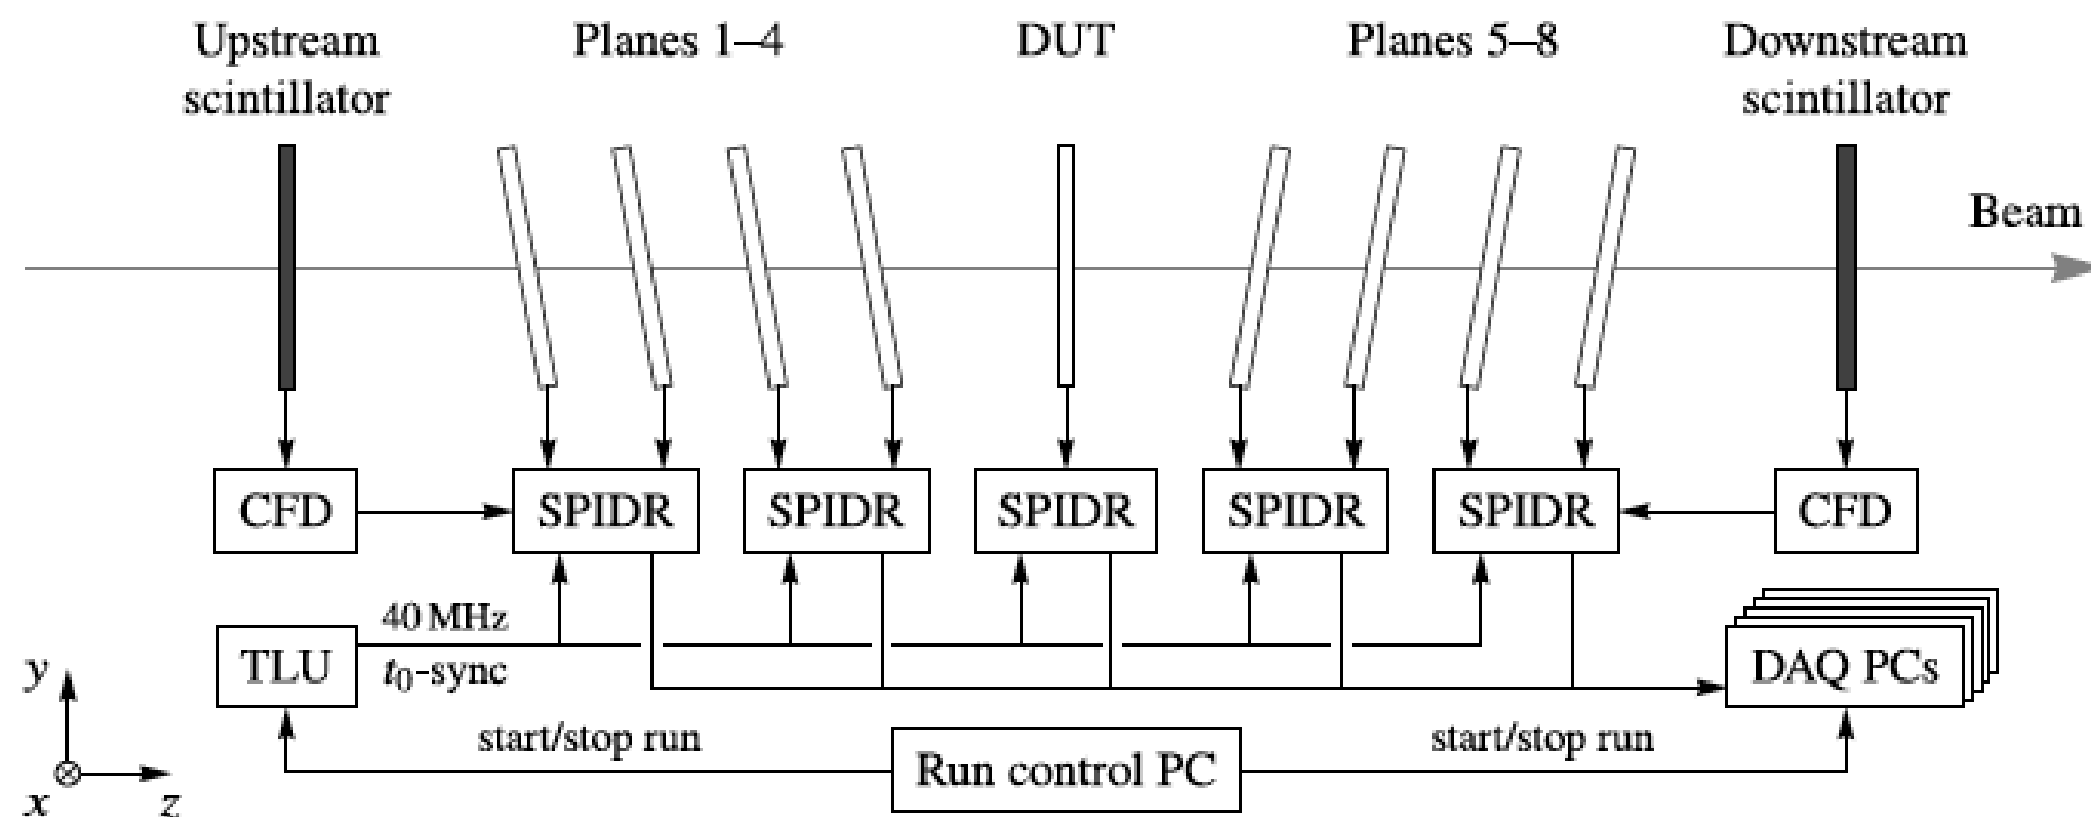 Upstream
scintillator
Planes 1–4
DUT
Planes 5–8
Downstream
scintillator
Beam
CFD
SPIDR
SPIDR
SPIDR
SPIDR
SPIDR
CFD
40 MHz
t₀-sync
TLU
DAQ PCs
start/stop run
Run control PC
start/stop run
y
x
z